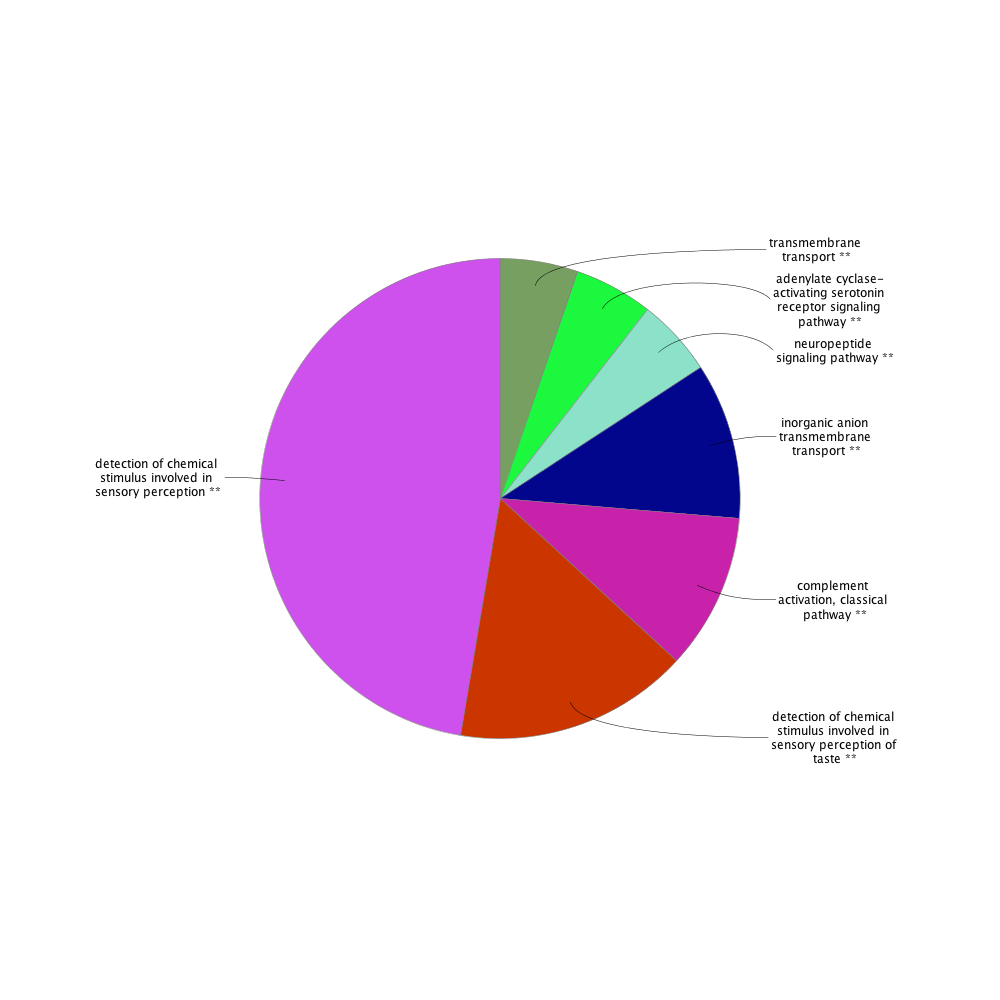 transmembrane
transport **
adenylate cyclase-
activating serotonin
receptor signaling
pathway **
neuropeptide
signaling pathway **
inorganic anion
transmembrane
transport **
detection of chemical
stimulus involved in
sensory perception **
complement
activation, classical
pathway **
detection of chemical
stimulus involved in
sensory perception of
taste **